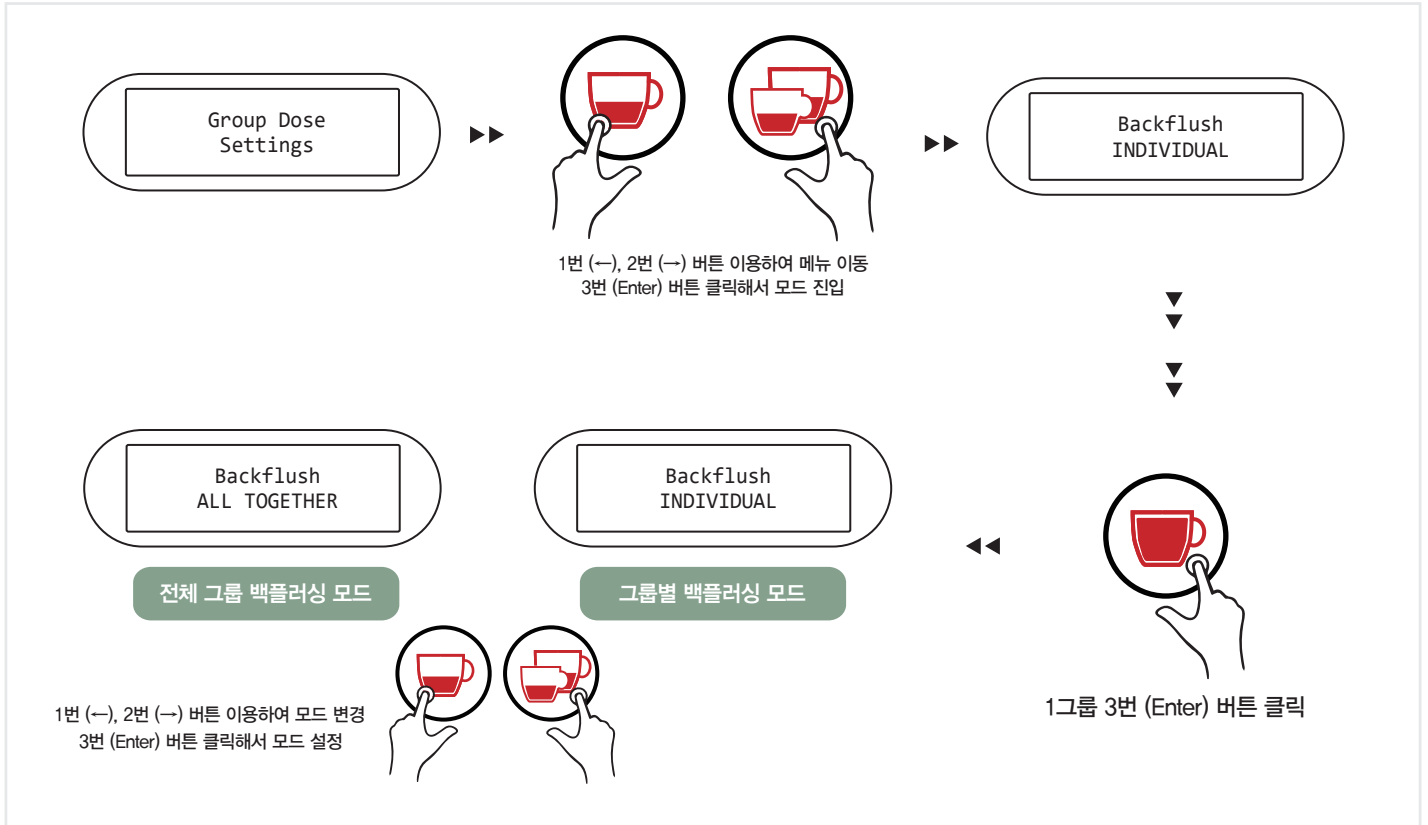 Group Dose
Settings
1번 (←), 2번 (→) 버튼 이용하여 메뉴 이동
3번 (Enter) 버튼 클릭해서 모드 진입
Backflush
INDIVIDUAL
1그룹 3번 (Enter) 버튼 클릭
Backflush
INDIVIDUAL
그룹별 백플러싱 모드
Backflush
ALL TOGETHER
전체 그룹 백플러싱 모드
1번 (←), 2번 (→) 버튼 이용하여 모드 변경
3번 (Enter) 버튼 클릭해서 모드 설정